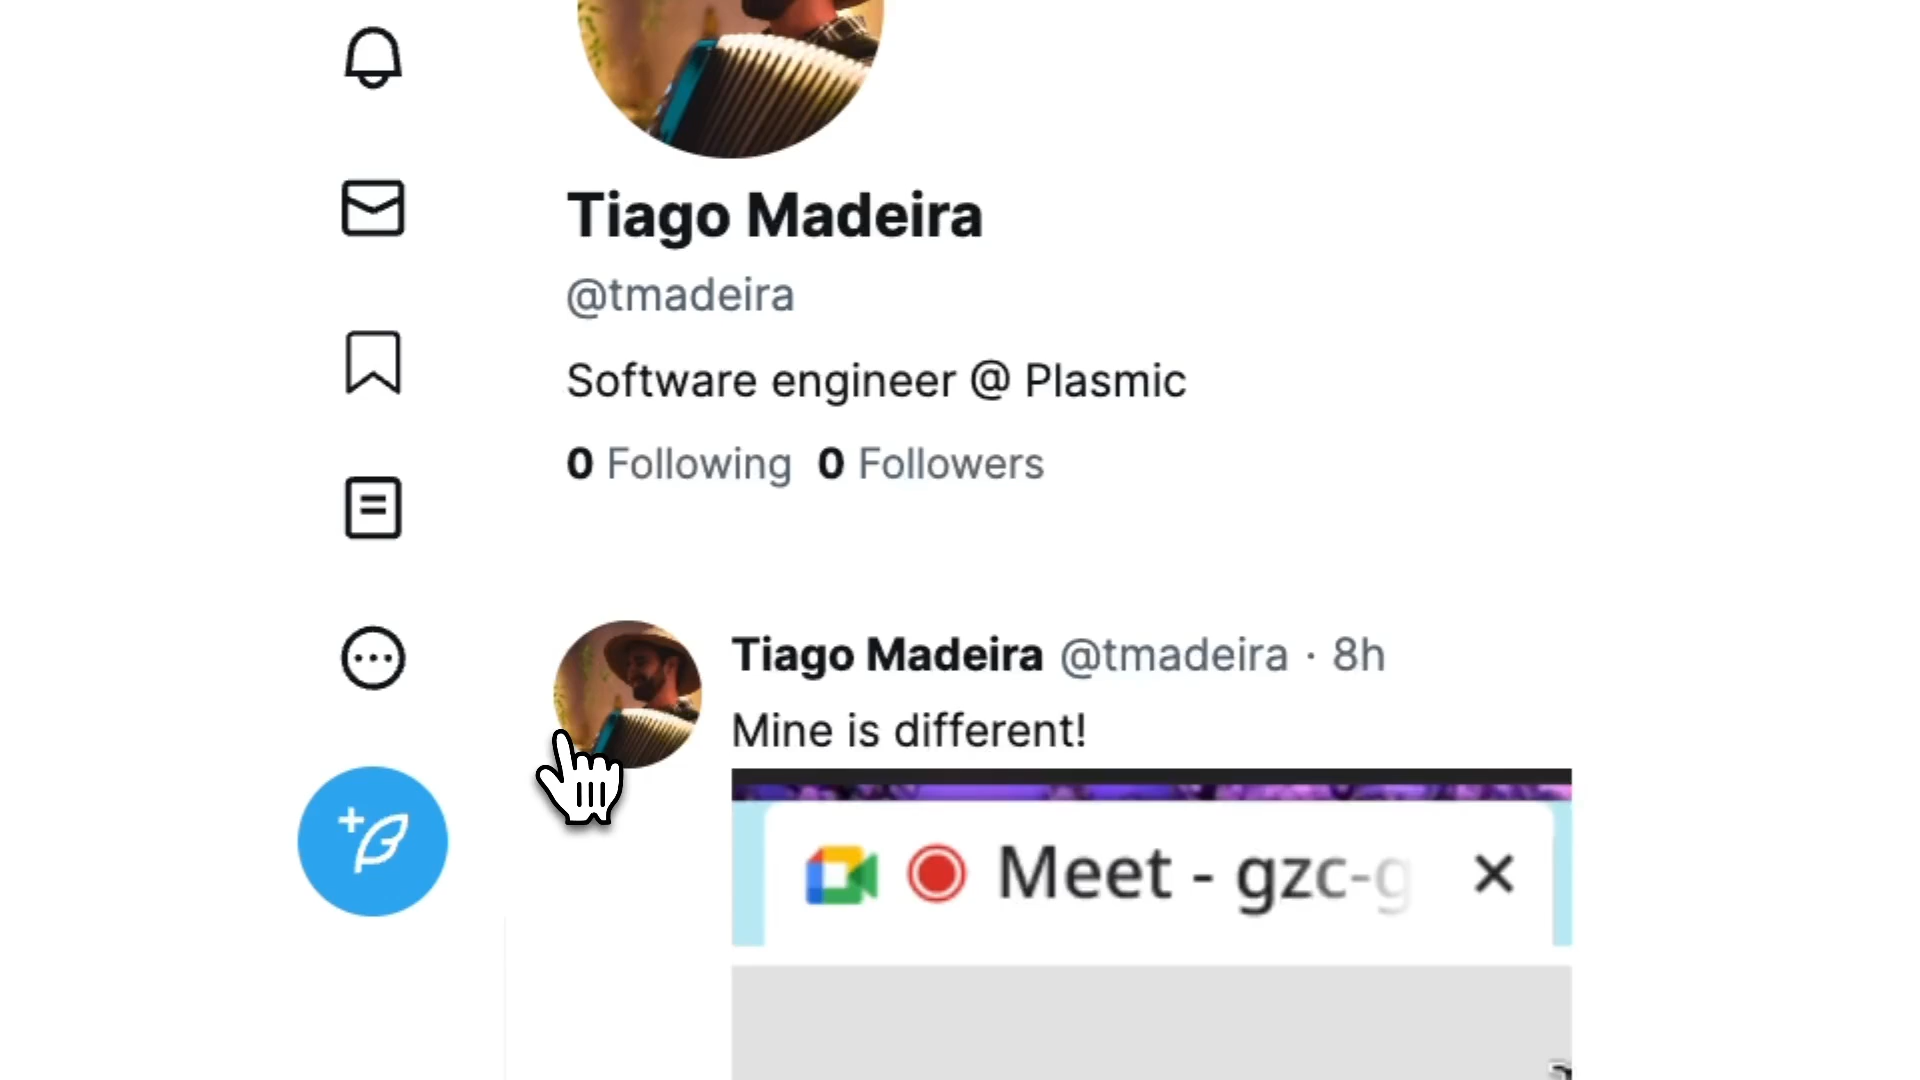 Tiago Madeira
@tmadeira
Software engineer @ Plasmic
0 Following 0 Followers
Tiago Madeira @tmadeira · 8h
Mine is different!
Meet - gzc-g